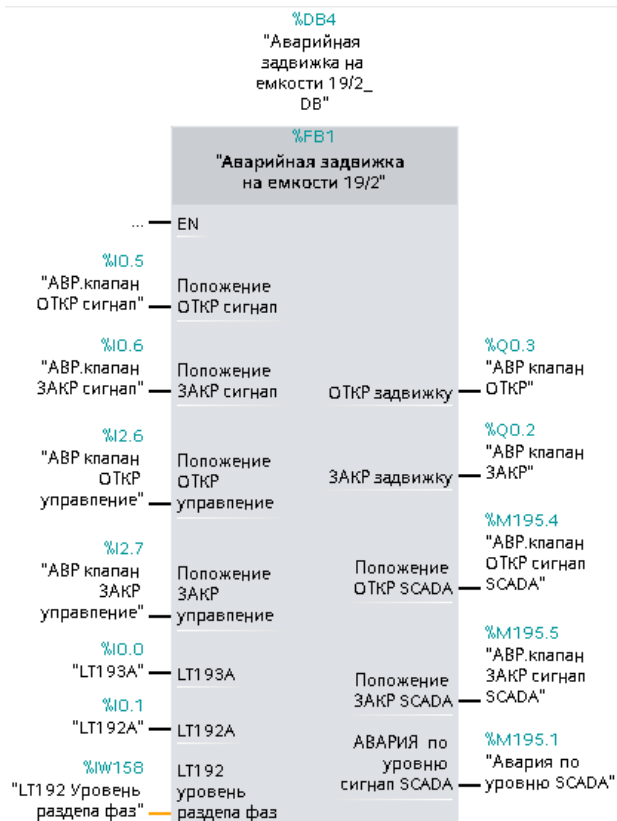 %DB4
"Аварийная
задвижка на
емкости 19/2_
DB"
%FB1
"Аварийная задвижка
на емкости 19/2"
... EN
%I0.5
"АВР.клапан
ОТКР сигнал"
Положение
ОТКР сигнал
%I0.6
"АВР.клапан
ЗАКР сигнал"
Положение
ЗАКР сигнал
%I2.6
"АВР клапан
ОТКР
управление"
Положение
ОТКР
управление
%I2.7
"АВР клапан
ЗАКР
управление"
Положение
ЗАКР
управление
%I0.0
"LT193A"
LT193A
%I0.1
"LT192A"
LT192A
%IW158
"LT192 Уровень
раздела фаз"
LT192
уровень
раздела фаз
ОТКР задвижку
%Q0.3
"АВР клапан
ОТКР"
ЗАКР задвижку
%Q0.2
"АВР клапан
ЗАКР"
Положение
ОТКР SCADA
%M195.4
"АВР.клапан
ОТКР сигнал
SCADA"
Положение
ЗАКР SCADA
%M195.5
"АВР.клапан
ЗАКР сигнал
SCADA"
АВАРИЯ по
уровню
сигнал SCADA
%M195.1
"Авария по
уровню SCADA"